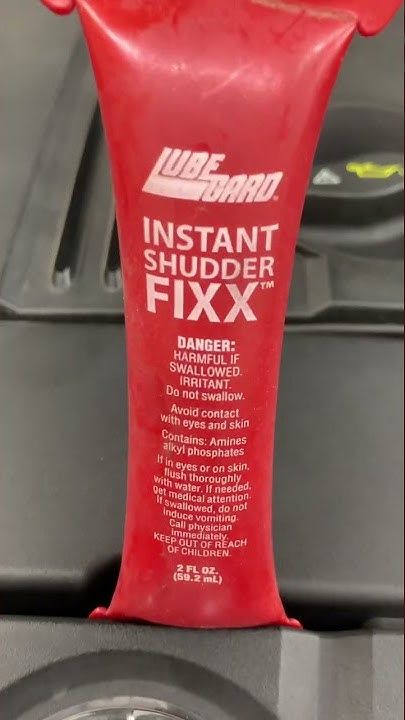 LUBE
GARD®
INSTANT
SHUDDER
FIXX™
DANGER:
HARMFUL IF
SWALLOWED.
IRRITANT.
Do not swallow.
Avoid contact
with eyes and skin
Contains: Amines
alkyl phosphates
If in eyes or on skin,
flush thoroughly
with water. If needed,
get medical attention.
If swallowed, do not
induce vomiting.
Call physician
immediately.
KEEP OUT OF REACH
OF CHILDREN.
2 FL OZ.
(59.2 mL)